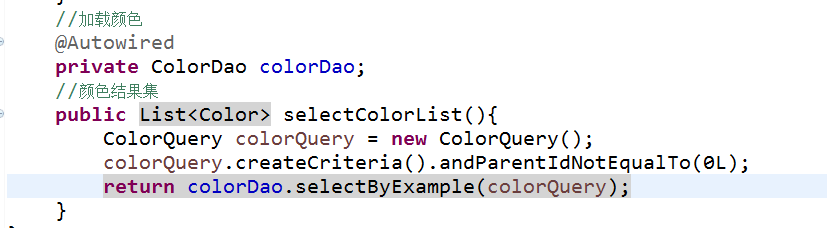 //加载颜色
@Autowired
private ColorDao colorDao;
//颜色结果集
public List<Color> selectColorList(){
ColorQuery colorQuery = new ColorQuery();
colorQuery.createCriteria().andParentIdNotEqualTo(0L);
return colorDao.selectByExample(colorQuery);
}